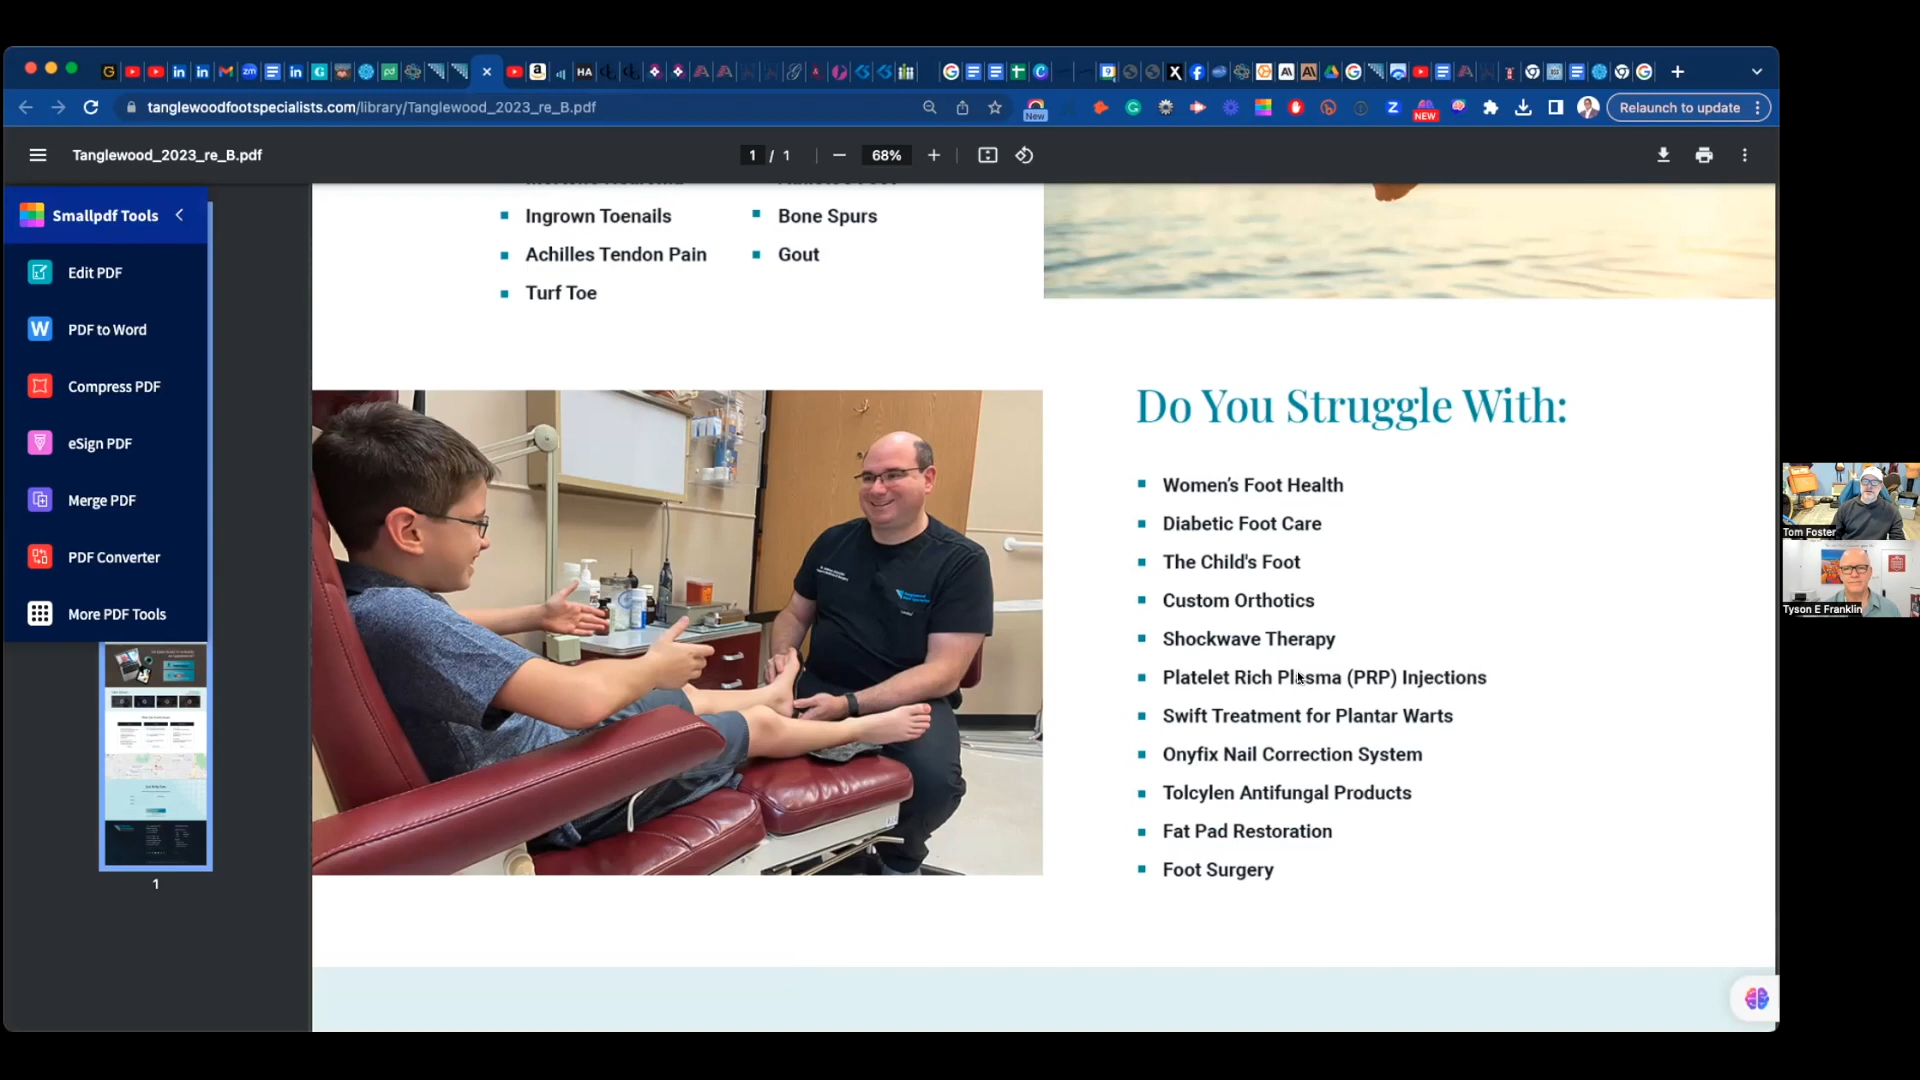 tanglewoodfootspecialists.com/library/Tanglewood_2023_re_B.pdf
New
NEW
Relaunch to update
Tanglewood_2023_re_B.pdf
1 / 1
68%
Smallpdf Tools
Edit PDF
PDF to Word
Compress PDF
eSign PDF
Merge PDF
PDF Converter
More PDF Tools
1
Ingrown Toenails
Achilles Tendon Pain
Turf Toe
Bone Spurs
Gout
Do You Struggle With:
Women's Foot Health
Diabetic Foot Care
The Child's Foot
Custom Orthotics
Shockwave Therapy
Platelet Rich Plasma (PRP) Injections
Swift Treatment for Plantar Warts
Onyfix Nail Correction System
Tolcylen Antifungal Products
Fat Pad Restoration
Foot Surgery
Tom Foster
Tyson E Franklin